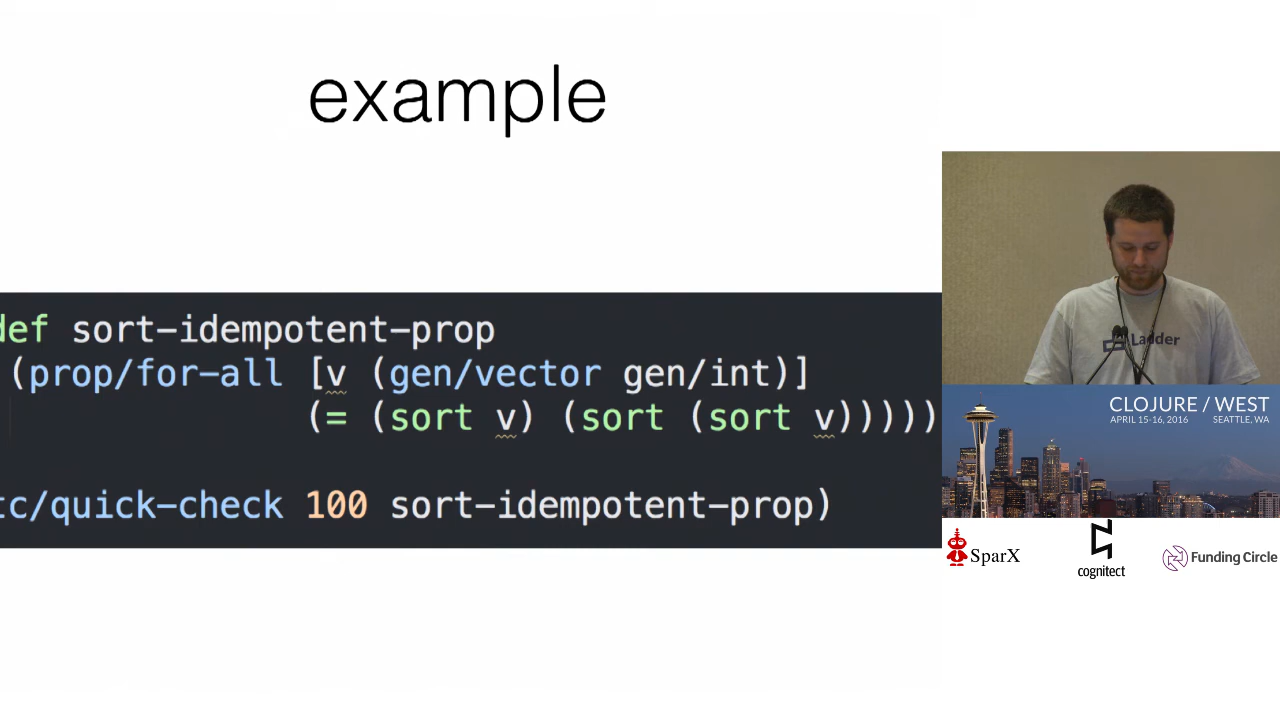 example
def sort-idempotent-prop
(prop/for-all [v (gen/vector gen/int)]
(= (sort v) (sort (sort v)))))
tc/quick-check 100 sort-idempotent-prop)
Ladder
CLOJURE / WEST
APRIL 15-16, 2016 SEATTLE, WA
SparX
cognitect
Funding Circle